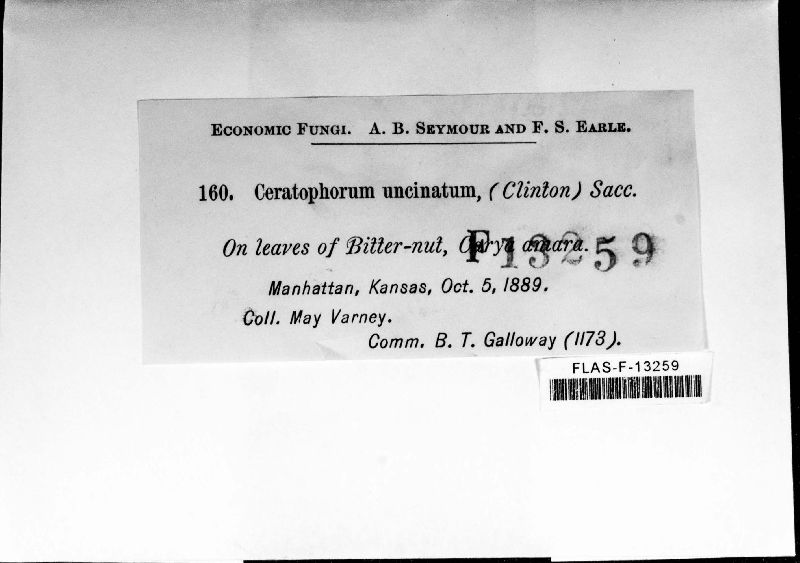 ECONOMIC FUNGI. A. B. SEYMOUR AND F. S. EARLE.
160. Ceratophorum uncinatum, (Clinton) Sacc.
On leaves of Bitter-nut, Carya amara.
F 13259
Manhattan, Kansas, Oct. 5, 1889.
Coll. May Varney.
Comm. B. T. Galloway (1173).
FLAS-F-13259